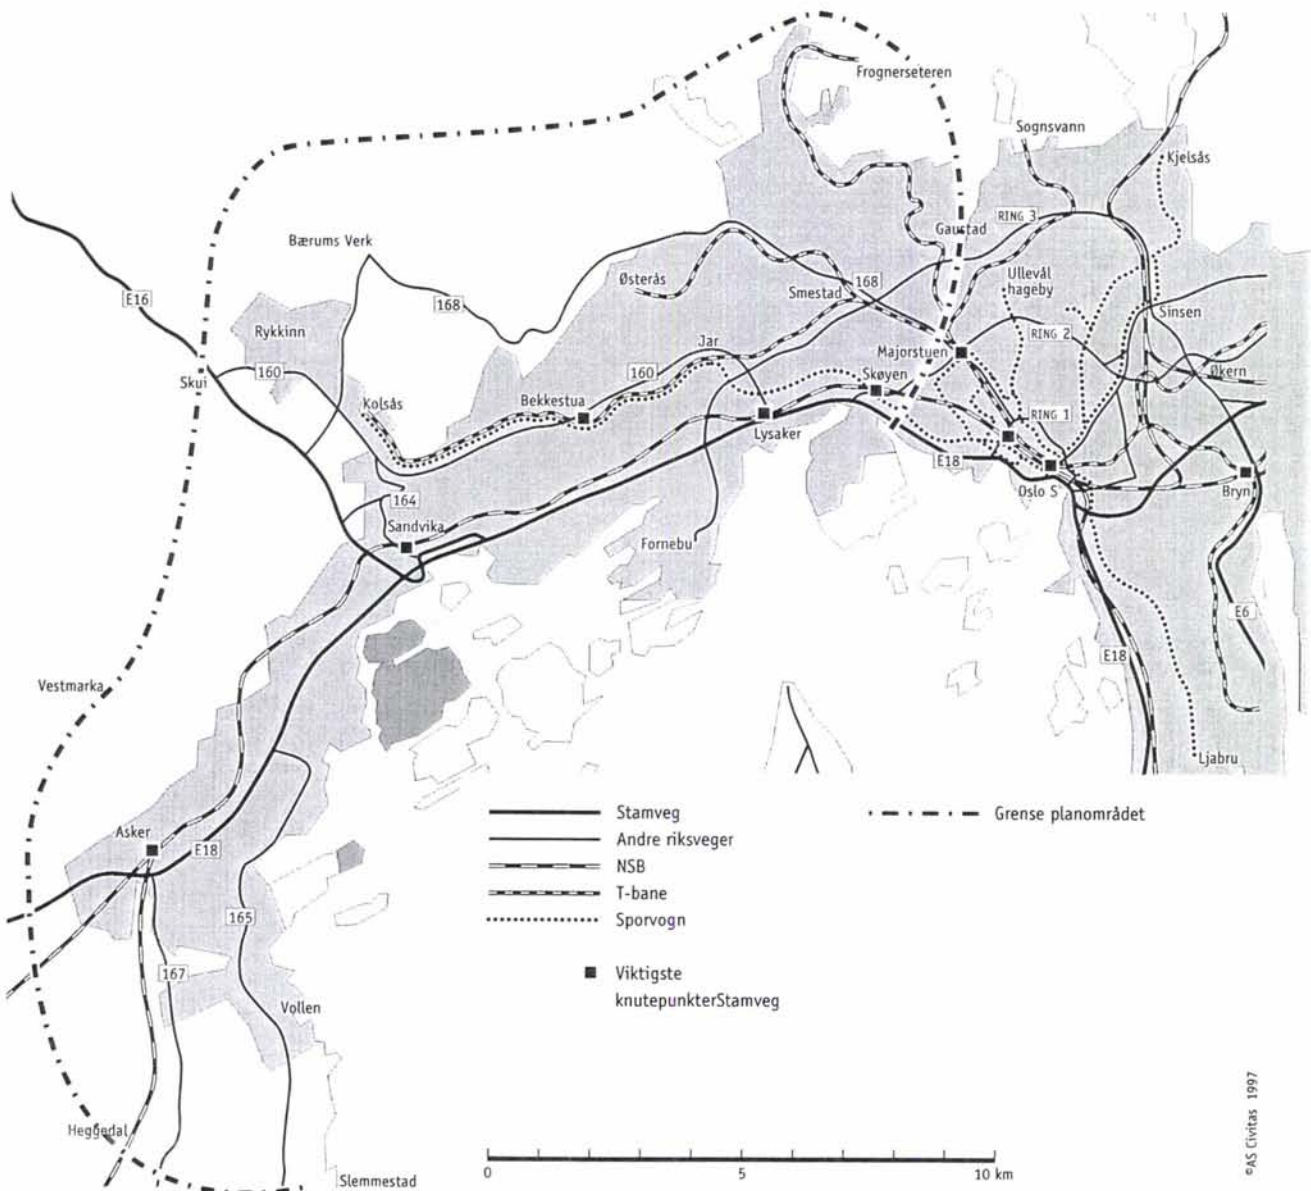 Frognerseteren
Sognsvann
Kjelsås
RING 3
Gaustad
Bærums Verk
Ullevål
hageby
Østerås
168
E16
Smestad
168
Rykkinn
Sinsen
RING 2
Jar
Majorstuen
Skui
160
160
Skøyen
Økern
Kolsås
Bekkestua
RING 1
Lysaker
E18
164
Oslo S
Bryn
Sandvika
Fornebu
E6
E18
Vestmarka
Ljabru
Stamveg
Grense planområdet
Asker
Andre riksveger
E18
NSB
T-bane
165
Sporvogn
167
Viktigste
knutepunkterStamveg
Vollen
©AS Civitas 1997
Heggedal
0 5 10 km
Slemmestad